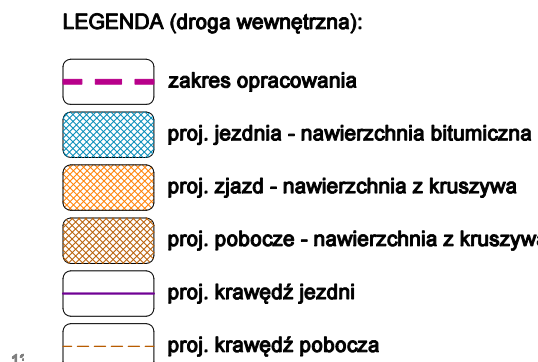 LEGENDA (droga wewnętrzna):
zakres opracowania
proj. jezdnia - nawierzchnia bitumiczna
proj. zjazd - nawierzchnia z kruszywa
proj. pobocze - nawierzchnia z kruszyw
proj. krawędź jezdni
proj. krawędź pobocza